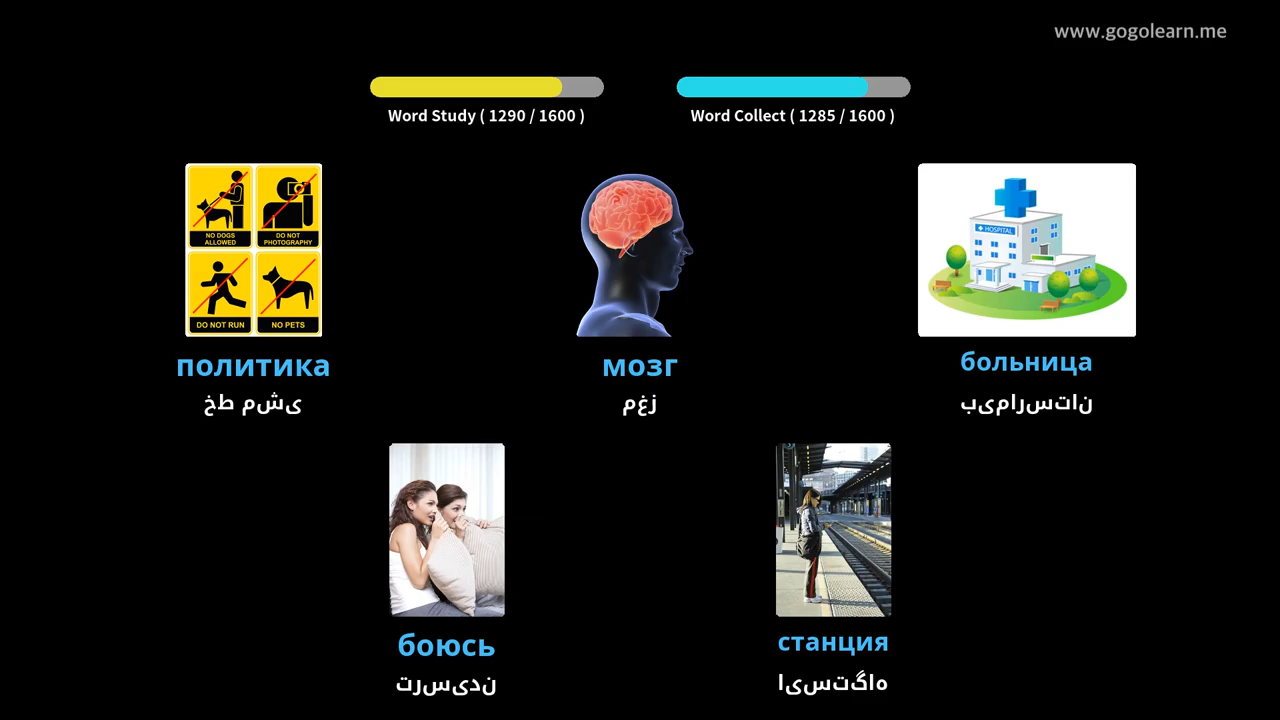 www.gogolearn.me
Word Study ( 1290 / 1600 )
Word Collect ( 1285 / 1600 )
NO DOGS
ALLOWED
DO NOT
PHOTOGRAPHY
DO NOT RUN
NO PETS
HOSPITAL
политика
мозг
больница
خط مشی
مغز
بیمارستان
боюсь
станция
ترسیدن
ایستگاه